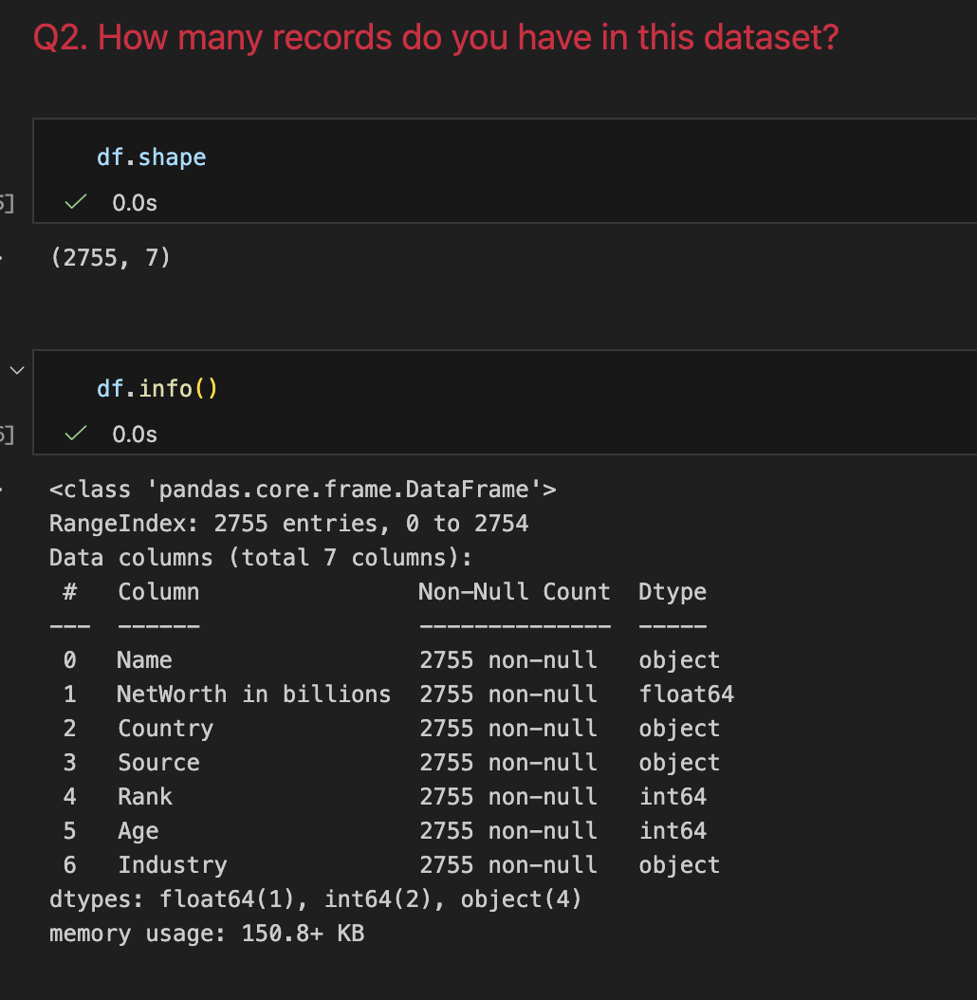 Q2. How many records do you have in this dataset?
df.shape
5]
0.0s
(2755, 7)
df.info()
6]
0.0s
<class 'pandas.core.frame.DataFrame'>
RangeIndex: 2755 entries, 0 to 2754
Data columns (total 7 columns):
 #   Column                Non-Null Count  Dtype
---  ------                --------------  -----
 0   Name                  2755 non-null   object
 1   NetWorth in billions  2755 non-null   float64
 2   Country               2755 non-null   object
 3   Source                2755 non-null   object
 4   Rank                  2755 non-null   int64
 5   Age                   2755 non-null   int64
 6   Industry              2755 non-null   object
dtypes: float64(1), int64(2), object(4)
memory usage: 150.8+ KB